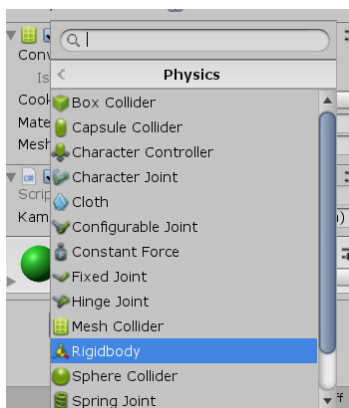 Conv
Physics
Is
Cook
Box Collider
Mate
Capsule Collider
Mesh
Character Controller
Character Joint
Scrip
Cloth
Kam
Configurable Joint
Constant Force
Fixed Joint
Hinge Joint
Mesh Collider
Rigidbody
Sphere Collider
Spring Joint